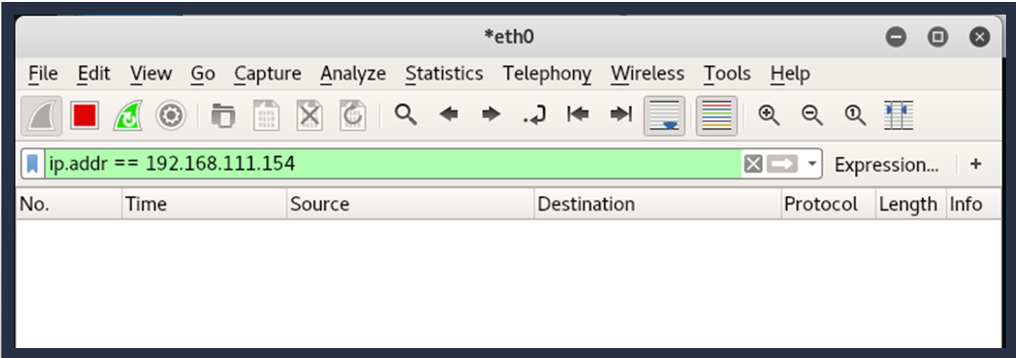 *eth0
File Edit View Go Capture Analyze Statistics Telephony Wireless Tools Help
ip.addr == 192.168.111.154 Expression... +
No. Time Source Destination Protocol Length Info